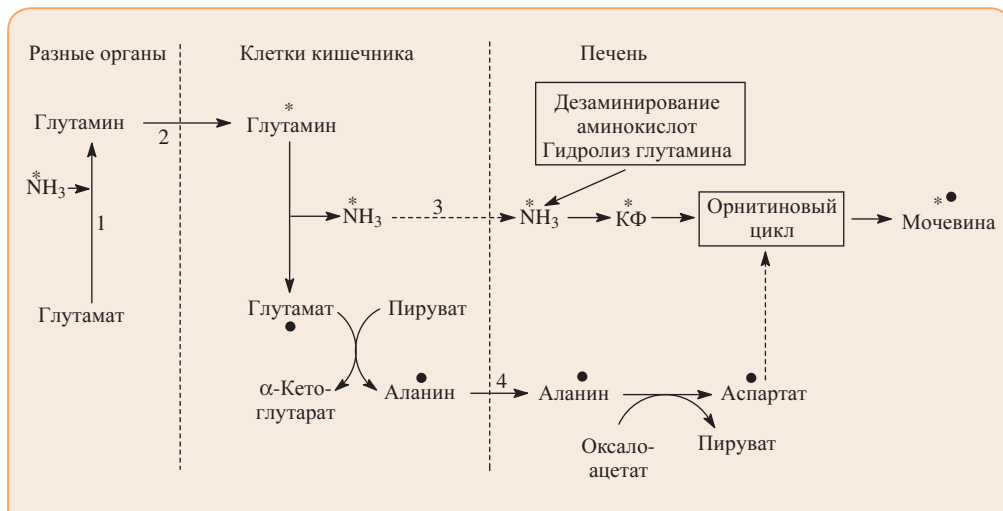 Разные органы
Клетки кишечника
Печень
Дезаминирование
аминокислот
Гидролиз глутамина
Глутамин
2
*
Глутамин
*
NH3
1
*
NH3
3
*
NH3
*
КФ
Орнитиновый
цикл
* ●
Мочевина
Глутамат
Глутамат
●
Пируват
α-Кето-
глутарат
●
Аланин
4
●
Аланин
●
Аспартат
Оксало-
ацетат
Пируват